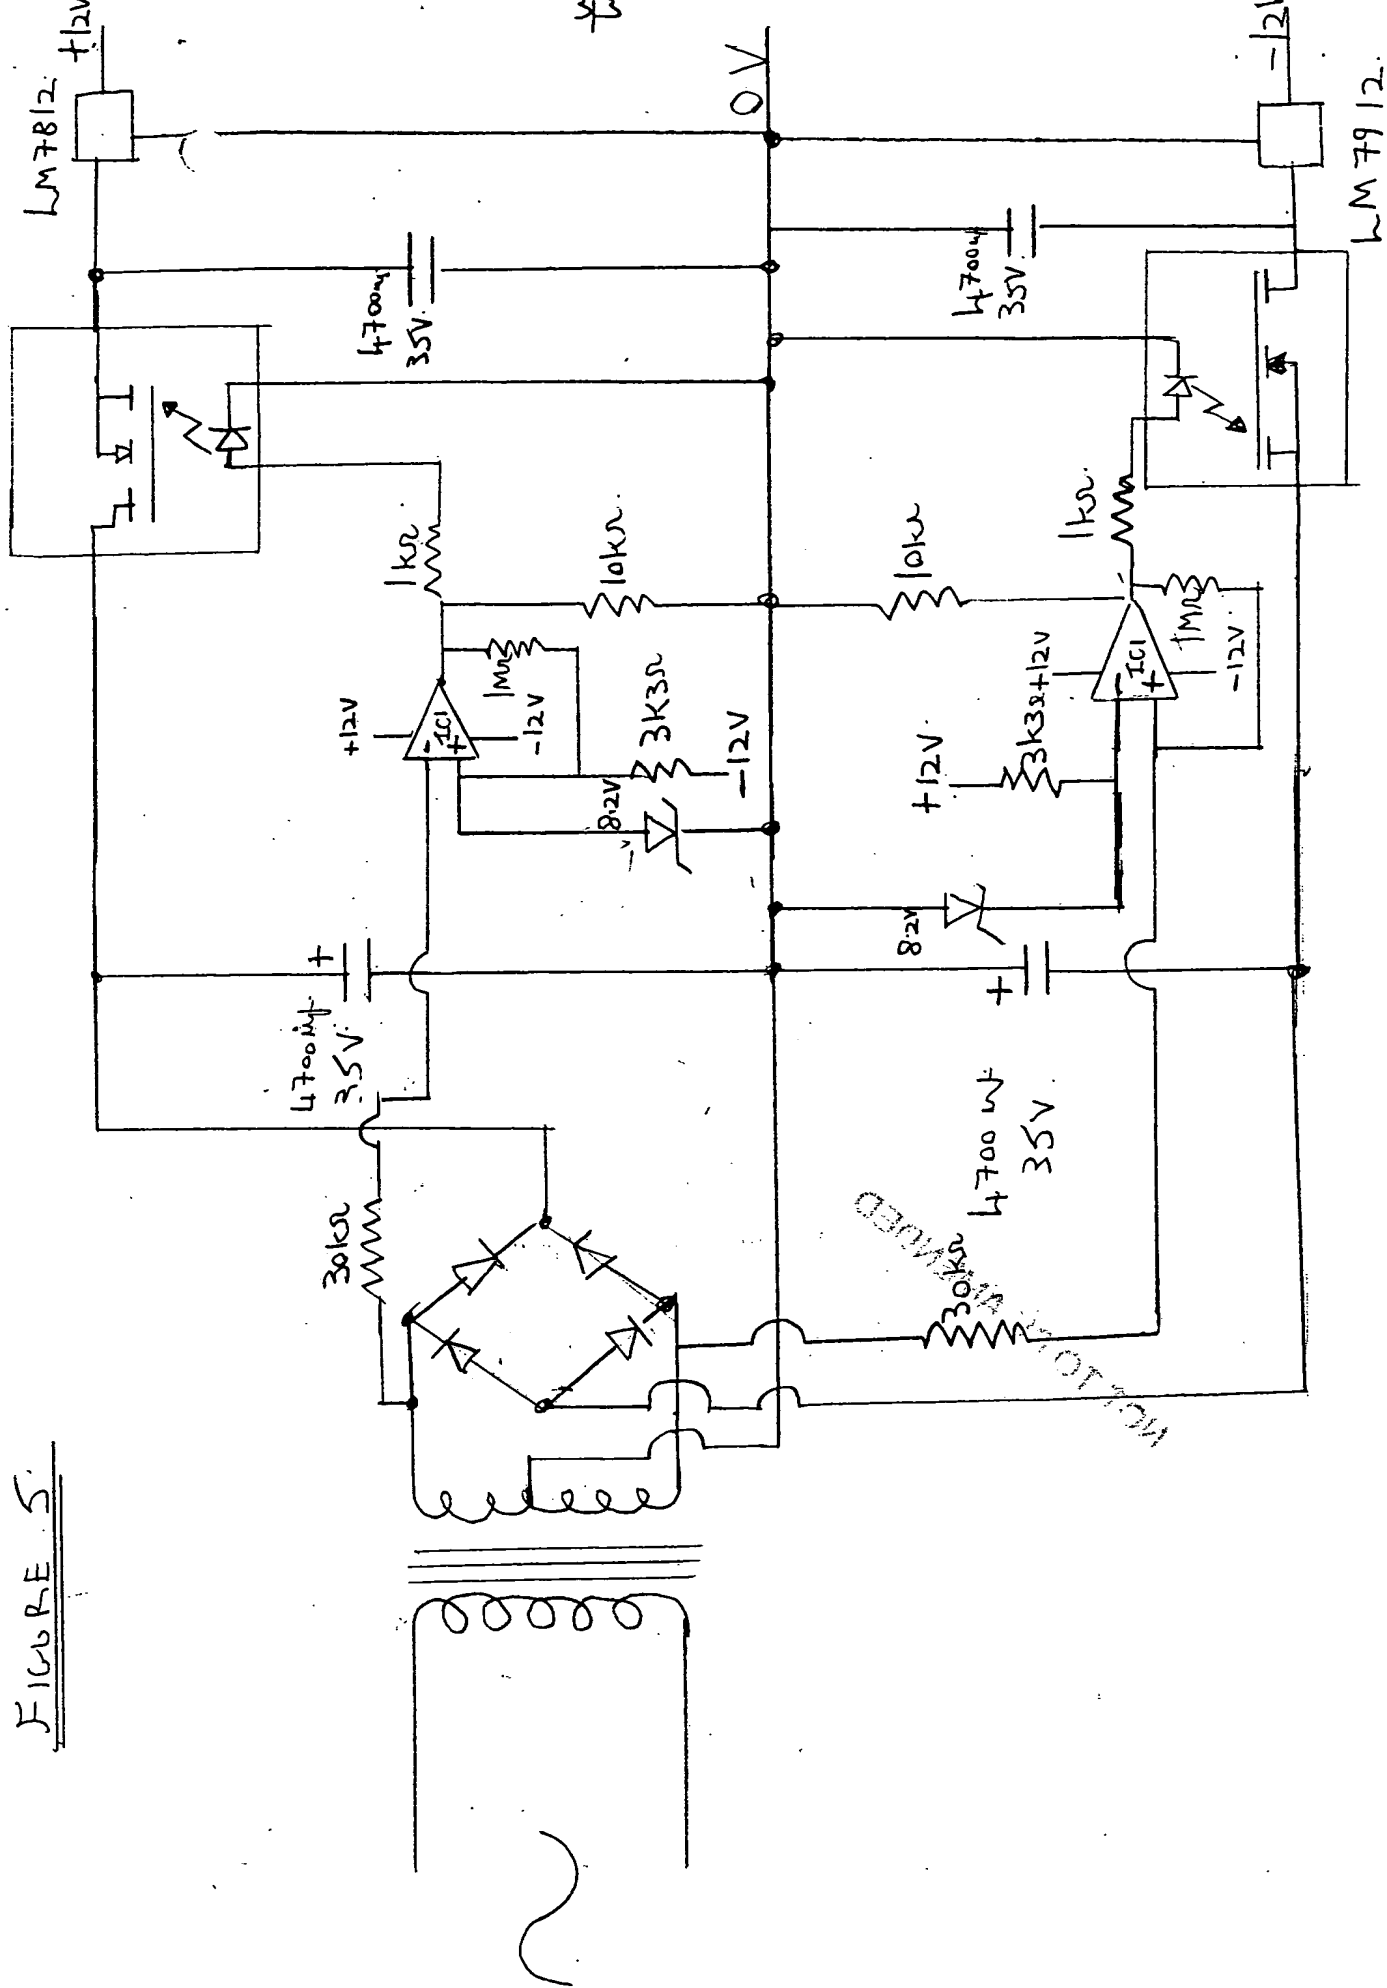 FIGURE 5.
30kΩ
4700µf
35V.
+
+12V
IC1
-
+
-12V
1MΩ
8.2V
3K3Ω
-12V
1kΩ
10kΩ
4700µf
35V.
LM7812
+12V
0V
NOT TO BE AMENDED
30kΩ
4700µf
35V
+
8.2V
+12V.
3k3Ω
+12V
IC1
-
+
-12V.
1MΩ
10kΩ
1kΩ.
4700µf
35V.
LM7912.
-12V